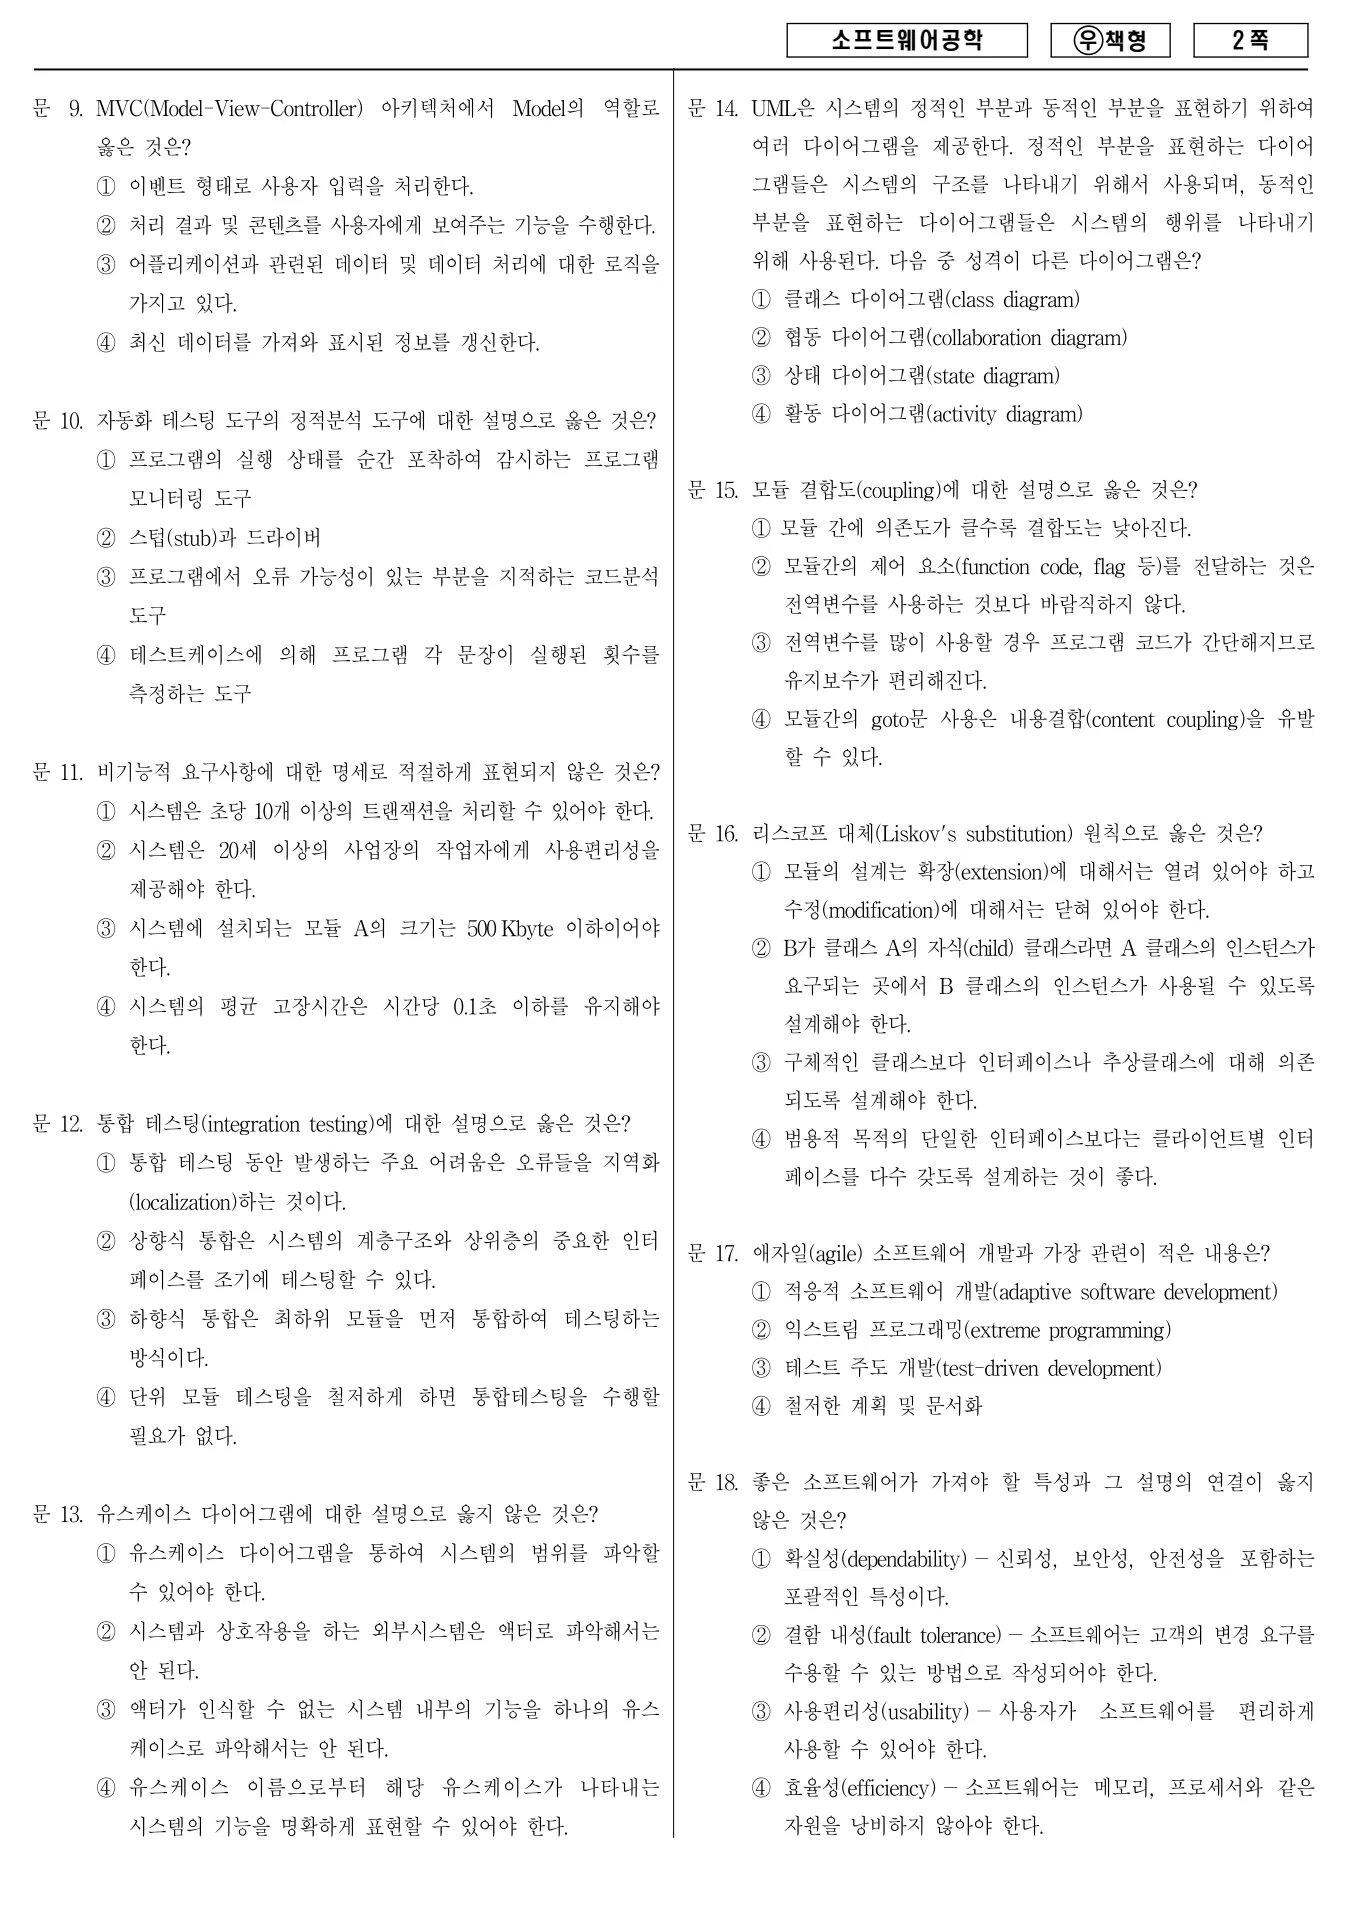 소프트웨어공학
우책형
2 쪽
문 9. MVC(Model-View-Controller) 아키텍처에서 Model의 역할로
옳은 것은?
① 이벤트 형태로 사용자 입력을 처리한다.
② 처리 결과 및 콘텐츠를 사용자에게 보여주는 기능을 수행한다.
③ 어플리케이션과 관련된 데이터 및 데이터 처리에 대한 로직을
가지고 있다.
④ 최신 데이터를 가져와 표시된 정보를 갱신한다.
문 10. 자동화 테스팅 도구의 정적분석 도구에 대한 설명으로 옳은 것은?
① 프로그램의 실행 상태를 순간 포착하여 감시하는 프로그램
모니터링 도구
② 스텁(stub)과 드라이버
③ 프로그램에서 오류 가능성이 있는 부분을 지적하는 코드분석
도구
④ 테스트케이스에 의해 프로그램 각 문장이 실행된 횟수를
측정하는 도구
문 11. 비기능적 요구사항에 대한 명세로 적절하게 표현되지 않은 것은?
① 시스템은 초당 10개 이상의 트랜잭션을 처리할 수 있어야 한다.
② 시스템은 20세 이상의 사업장의 작업자에게 사용편리성을
제공해야 한다.
③ 시스템에 설치되는 모듈 A의 크기는 500 Kbyte 이하이어야
한다.
④ 시스템의 평균 고장시간은 시간당 0.1초 이하를 유지해야
한다.
문 12. 통합 테스팅(integration testing)에 대한 설명으로 옳은 것은?
① 통합 테스팅 동안 발생하는 주요 어려움은 오류들을 지역화
(localization)하는 것이다.
② 상향식 통합은 시스템의 계층구조와 상위층의 중요한 인터
페이스를 조기에 테스팅할 수 있다.
③ 하향식 통합은 최하위 모듈을 먼저 통합하여 테스팅하는
방식이다.
④ 단위 모듈 테스팅을 철저하게 하면 통합테스팅을 수행할
필요가 없다.
문 13. 유스케이스 다이어그램에 대한 설명으로 옳지 않은 것은?
① 유스케이스 다이어그램을 통하여 시스템의 범위를 파악할
수 있어야 한다.
② 시스템과 상호작용을 하는 외부시스템은 액터로 파악해서는
안 된다.
③ 액터가 인식할 수 없는 시스템 내부의 기능을 하나의 유스
케이스로 파악해서는 안 된다.
④ 유스케이스 이름으로부터 해당 유스케이스가 나타내는
시스템의 기능을 명확하게 표현할 수 있어야 한다.
문 14. UML은 시스템의 정적인 부분과 동적인 부분을 표현하기 위하여
여러 다이어그램을 제공한다. 정적인 부분을 표현하는 다이어
그램들은 시스템의 구조를 나타내기 위해서 사용되며, 동적인
부분을 표현하는 다이어그램들은 시스템의 행위를 나타내기
위해 사용된다. 다음 중 성격이 다른 다이어그램은?
① 클래스 다이어그램(class diagram)
② 협동 다이어그램(collaboration diagram)
③ 상태 다이어그램(state diagram)
④ 활동 다이어그램(activity diagram)
문 15. 모듈 결합도(coupling)에 대한 설명으로 옳은 것은?
① 모듈 간에 의존도가 클수록 결합도는 낮아진다.
② 모듈간의 제어 요소(function code, flag 등)를 전달하는 것은
전역변수를 사용하는 것보다 바람직하지 않다.
③ 전역변수를 많이 사용할 경우 프로그램 코드가 간단해지므로
유지보수가 편리해진다.
④ 모듈간의 goto문 사용은 내용결합(content coupling)을 유발
할 수 있다.
문 16. 리스코프 대체(Liskov's substitution) 원칙으로 옳은 것은?
① 모듈의 설계는 확장(extension)에 대해서는 열려 있어야 하고
수정(modification)에 대해서는 닫혀 있어야 한다.
② B가 클래스 A의 자식(child) 클래스라면 A 클래스의 인스턴스가
요구되는 곳에서 B 클래스의 인스턴스가 사용될 수 있도록
설계해야 한다.
③ 구체적인 클래스보다 인터페이스나 추상클래스에 대해 의존
되도록 설계해야 한다.
④ 범용적 목적의 단일한 인터페이스보다는 클라이언트별 인터
페이스를 다수 갖도록 설계하는 것이 좋다.
문 17. 애자일(agile) 소프트웨어 개발과 가장 관련이 적은 내용은?
① 적응적 소프트웨어 개발(adaptive software development)
② 익스트림 프로그래밍(extreme programming)
③ 테스트 주도 개발(test-driven development)
④ 철저한 계획 및 문서화
문 18. 좋은 소프트웨어가 가져야 할 특성과 그 설명의 연결이 옳지
않은 것은?
① 확실성(dependability) – 신뢰성, 보안성, 안전성을 포함하는
포괄적인 특성이다.
② 결함 내성(fault tolerance) – 소프트웨어는 고객의 변경 요구를
수용할 수 있는 방법으로 작성되어야 한다.
③ 사용편리성(usability) – 사용자가 소프트웨어를 편리하게
사용할 수 있어야 한다.
④ 효율성(efficiency) – 소프트웨어는 메모리, 프로세서와 같은
자원을 낭비하지 않아야 한다.